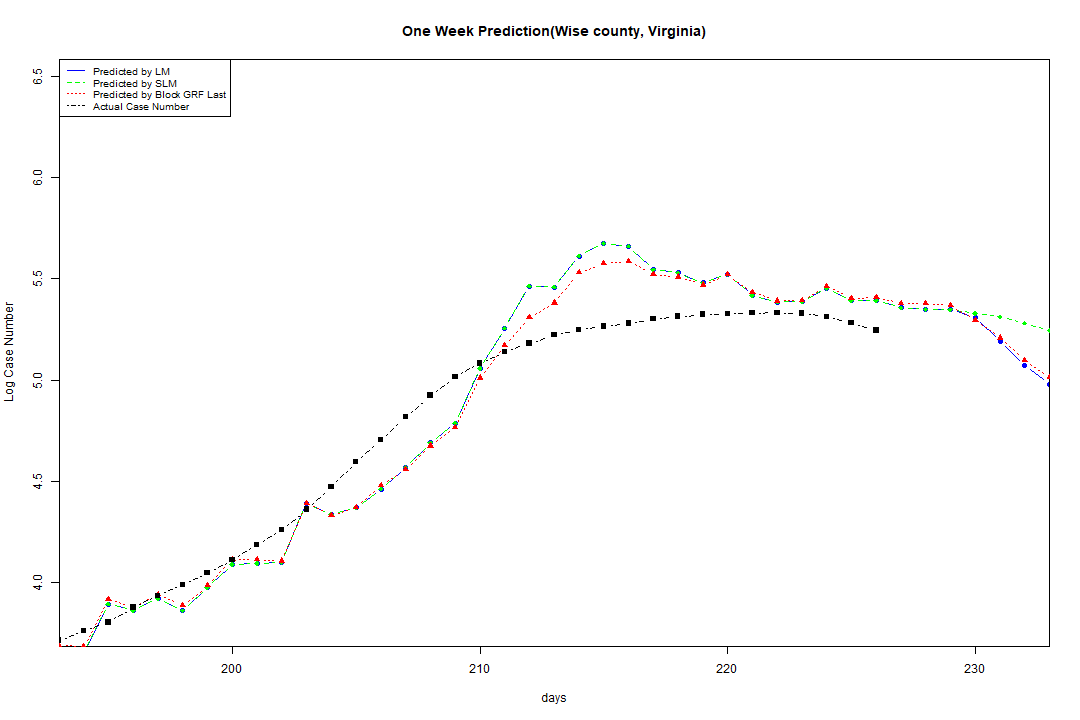 One Week Prediction(Wise county, Virginia)
Predicted by LM
Predicted by SLM
Predicted by Block GRF Last
Actual Case Number
6.5
6.0
5.5
5.0
4.5
4.0
Log Case Number
200
210
220
230
days